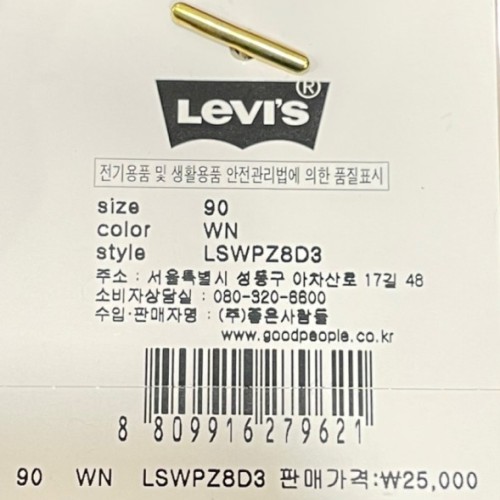 Levi's®
전기용품 및 생활용품 안전관리법에 의한 품질표시
size 90
color WN
style LSWPZ8D3
주소 : 서울특별시 성동구 아차산로 17길 48
소비자상담실 : 080-320-6600
수입·판매자명 : (주)좋은사람들
www.goodpeople.co.kr
8 809916 279621
90 WN LSWPZ8D3 판매가격:₩25,000